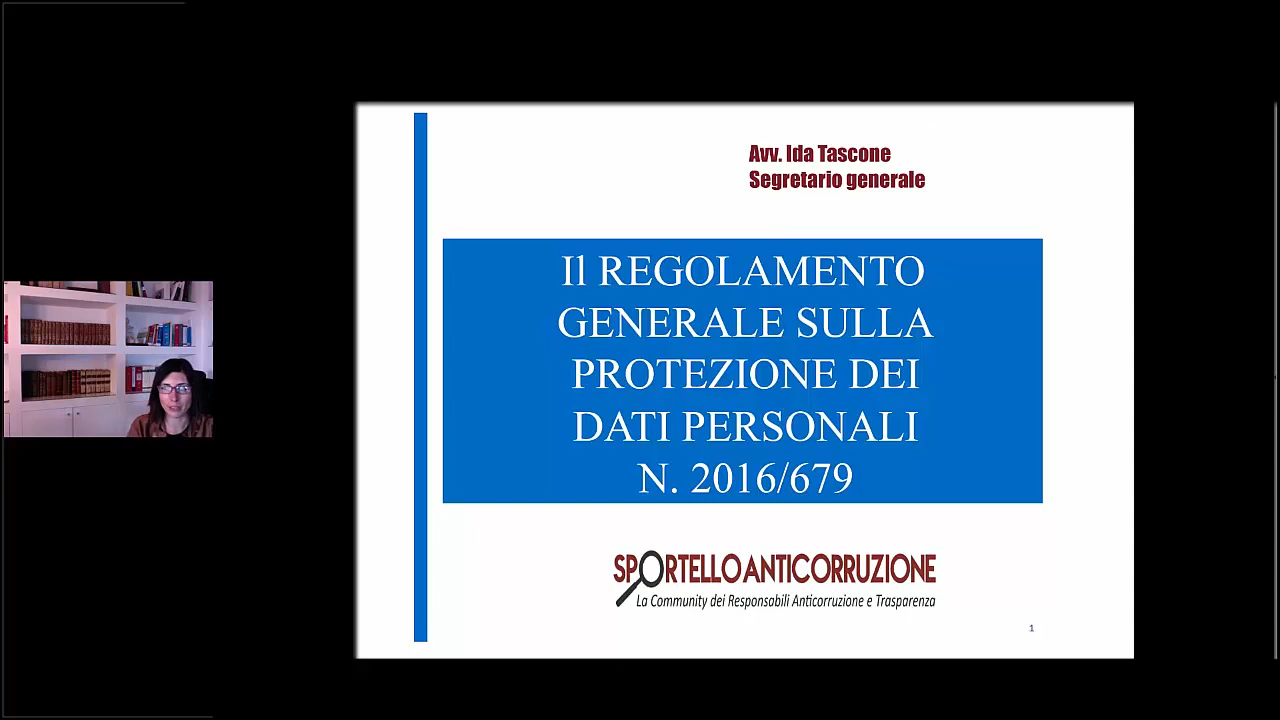 Avv. Ida Tascone
Segretario generale
Il REGOLAMENTO
GENERALE SULLA
PROTEZIONE DEI
DATI PERSONALI
N. 2016/679
SPORTELLOANTICORRUZIONE
La Community dei Responsabili Anticorruzione e Trasparenza
1